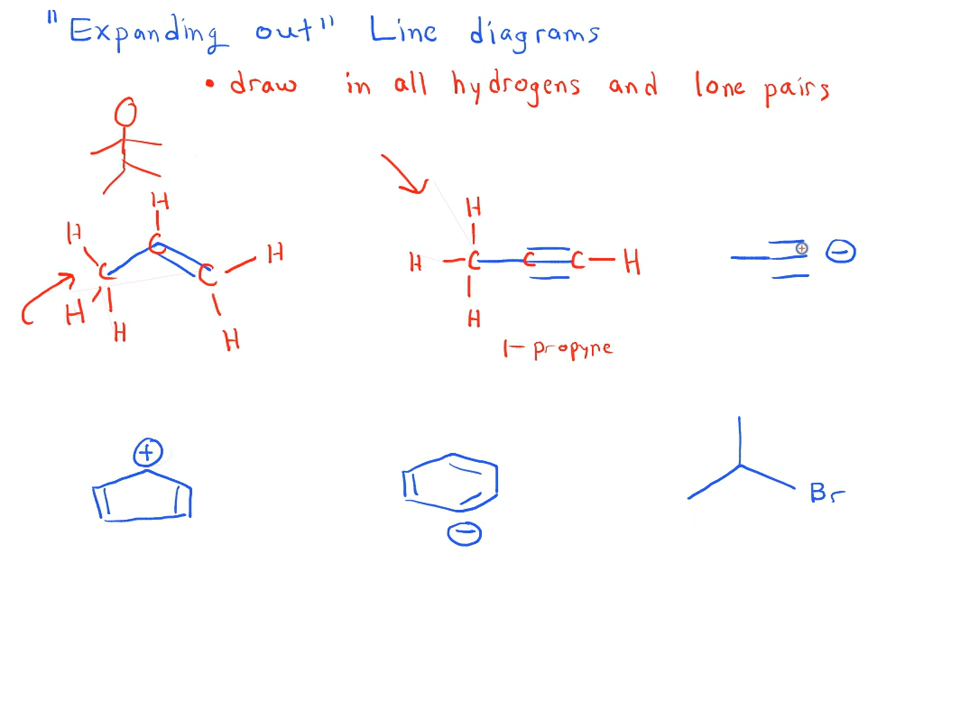 "Expanding out" Line diagrams
• draw in all hydrogens and lone pairs
H
H
C
H
C
C
H
H
H
H
H C C C H
H
1-propyne
⊖
⊕
⊖
Br